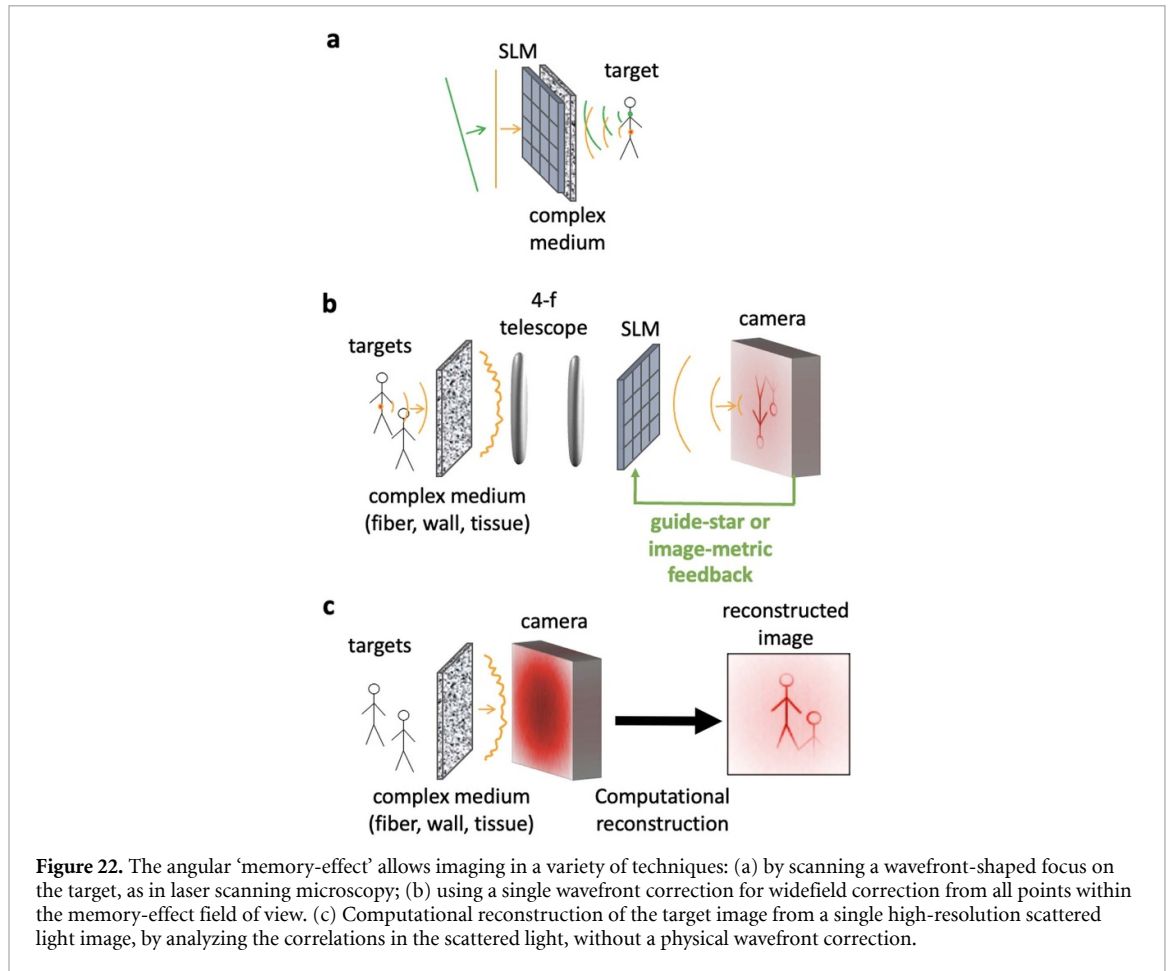 a
SLM
target
complex
medium
b
4-f
telescope
SLM
camera
targets
complex medium
(fiber, wall, tissue)
guide-star or
image-metric
feedback
c
camera
reconstructed
image
targets
complex medium
(fiber, wall, tissue)
Computational
reconstruction
Figure 22. The angular ‘memory-effect’ allows imaging in a variety of techniques: (a) by scanning a wavefront-shaped focus on
the target, as in laser scanning microscopy; (b) using a single wavefront correction for widefield correction from all points within
the memory-effect field of view. (c) Computational reconstruction of the target image from a single high-resolution scattered
light image, by analyzing the correlations in the scattered light, without a physical wavefront correction.